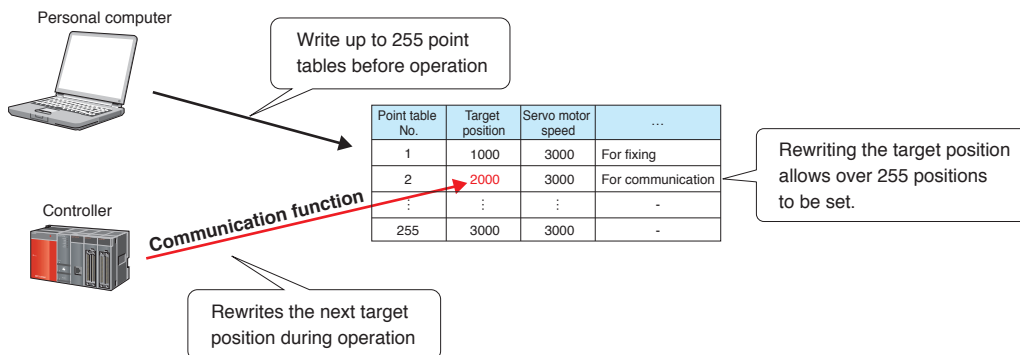 Personal computer
Write up to 255 point
tables before operation
Point table
No.
Target
position
Servo motor
speed
…
1 1000 3000 For fixing
2 2000 3000 For communication
⋮ ⋮ ⋮ -
255 3000 3000 -
Rewriting the target position
allows over 255 positions
to be set.
Controller
Communication function
Rewrites the next target
position during operation